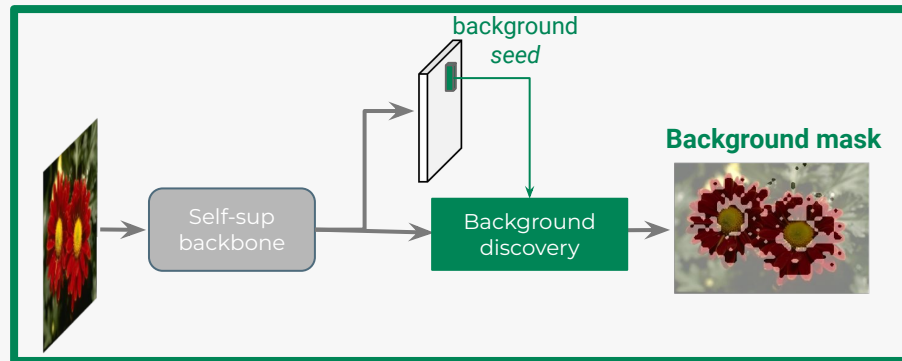 background
seed
Background mask
Self-sup
backbone
Background
discovery